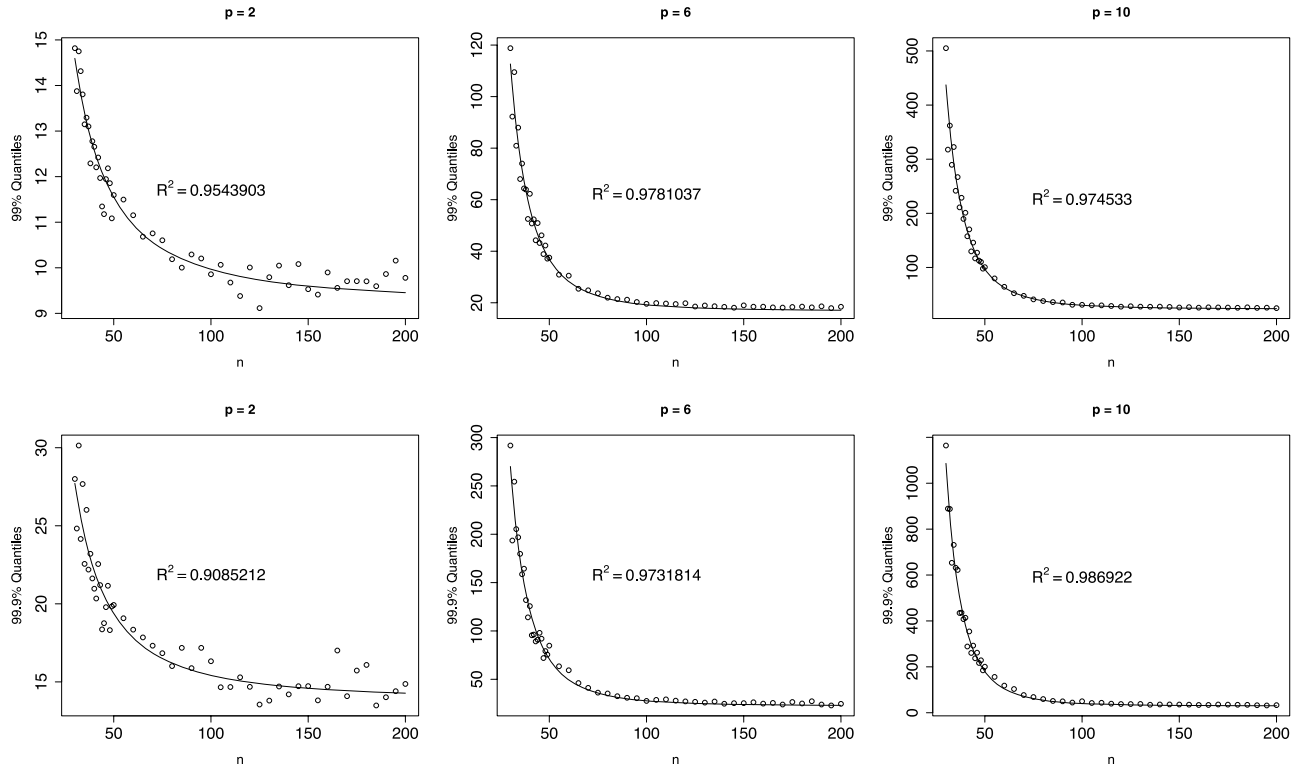 p = 2
99% Quantiles
15
14
13
12
11
10
9
R² = 0.9543903
50 100 150 200
n
p = 6
99% Quantiles
120
100
80
60
40
20
R² = 0.9781037
50 100 150 200
n
p = 10
99% Quantiles
500
400
300
200
100
R² = 0.974533
50 100 150 200
n
p = 2
99.9% Quantiles
30
25
20
15
R² = 0.9085212
50 100 150 200
n
p = 6
99.9% Quantiles
300
250
200
150
100
50
R² = 0.9731814
50 100 150 200
n
p = 10
99.9% Quantiles
1000
800
600
400
200
0
R² = 0.986922
50 100 150 200
n